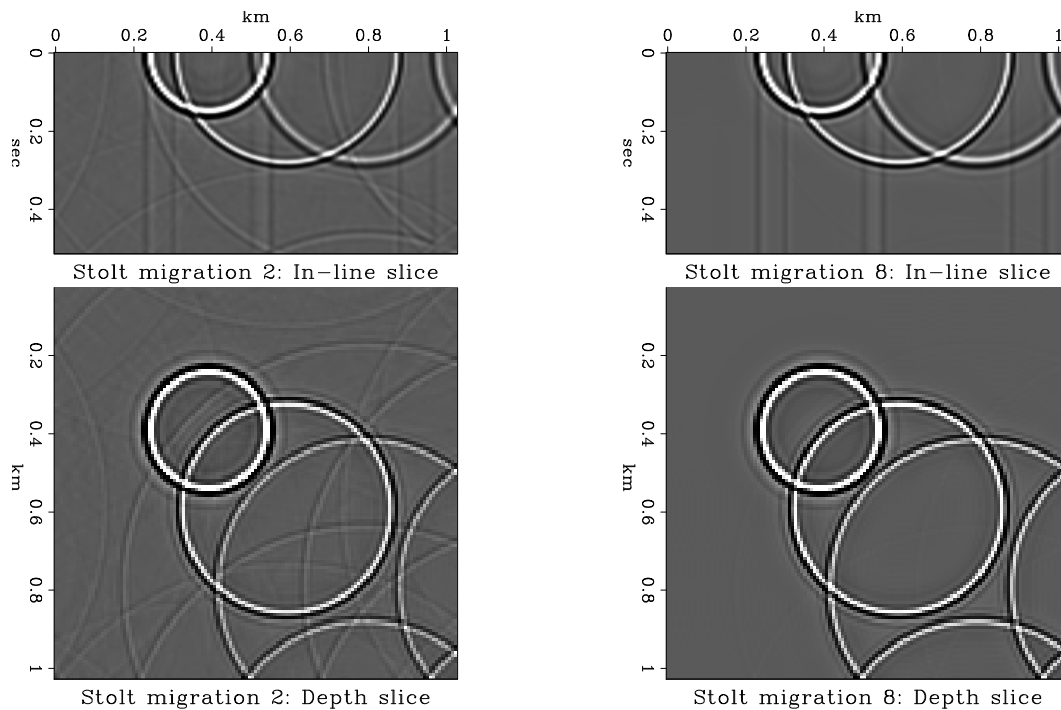 km
0 0.2 0.4 0.6 0.8 1
0 0.2 0.4
sec
Stolt migration 2: In-line slice
0.2 0.4 0.6 0.8 1
km
Stolt migration 2: Depth slice
km
0 0.2 0.4 0.6 0.8 1
0 0.2 0.4
sec
Stolt migration 8: In-line slice
0.2 0.4 0.6 0.8 1
km
Stolt migration 8: Depth slice